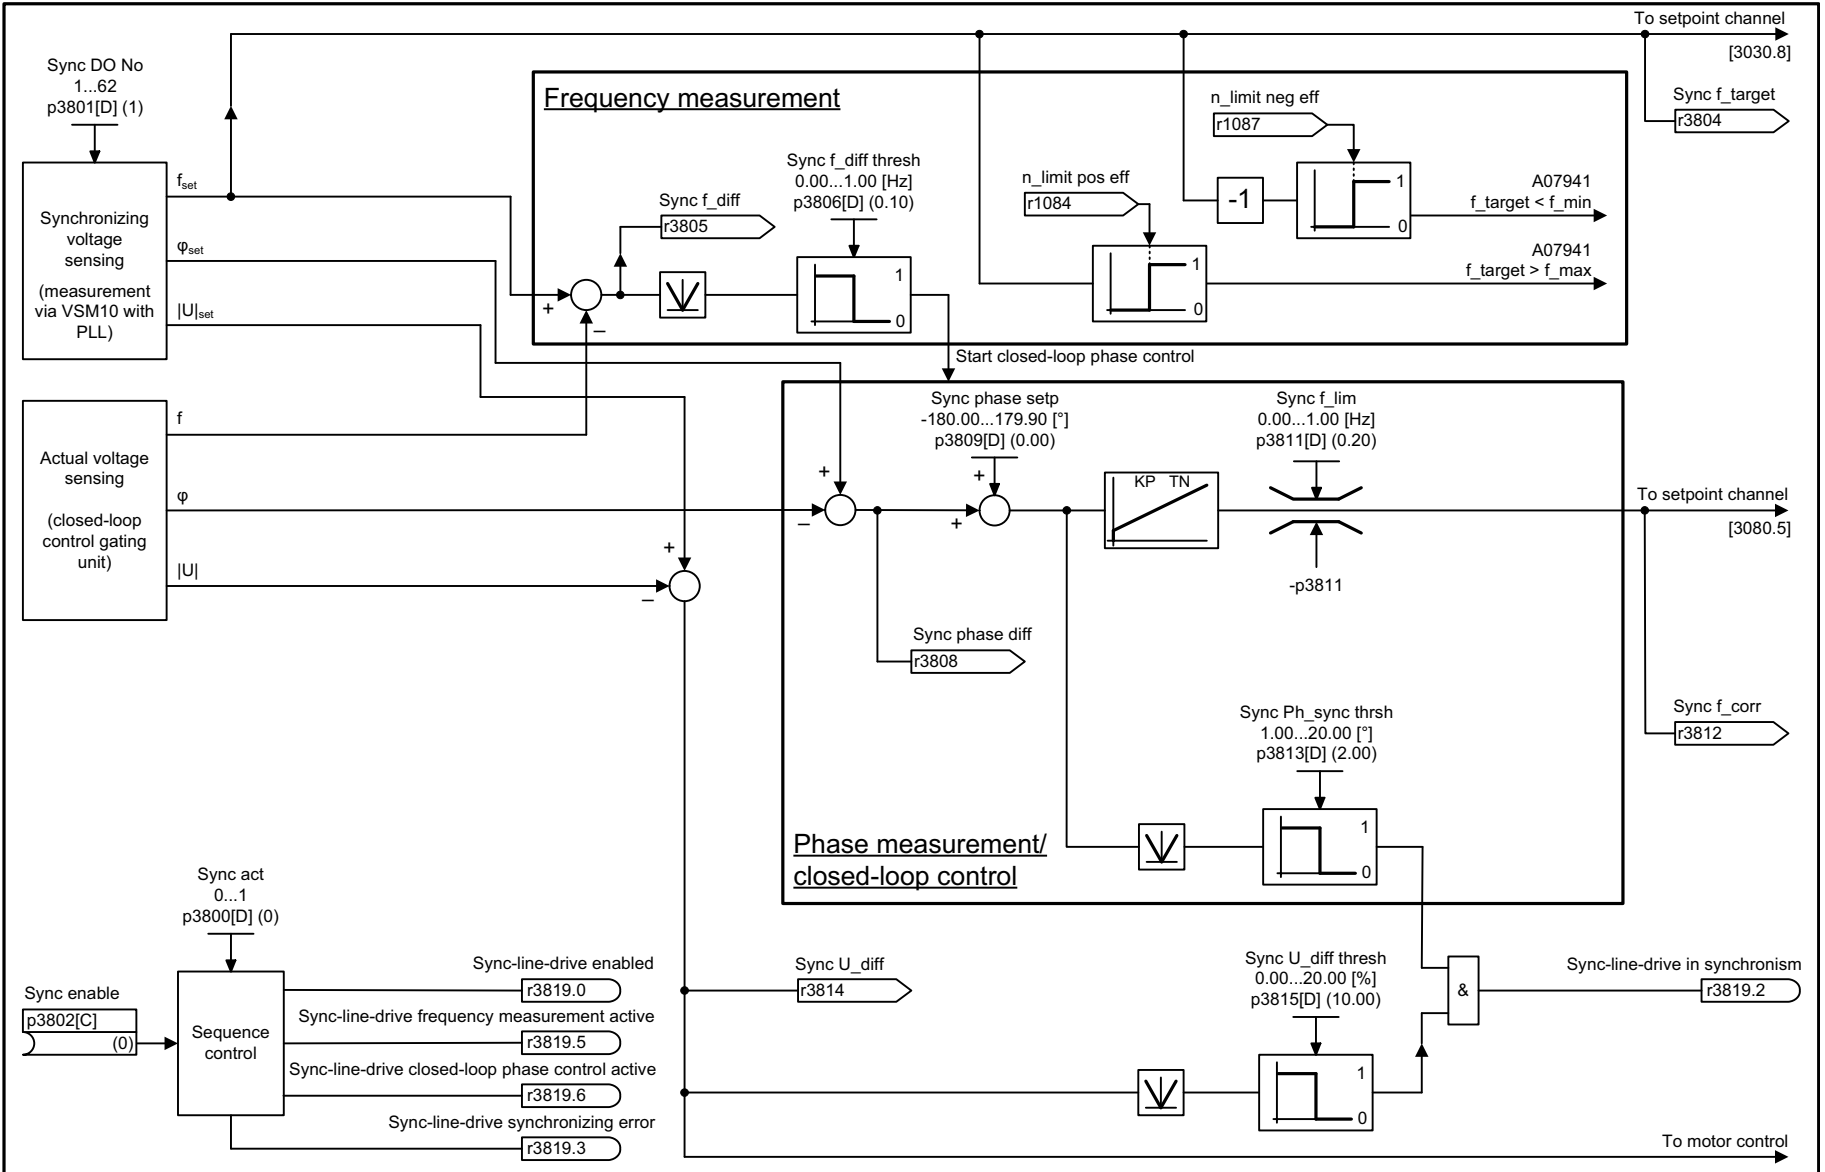 To setpoint channel
[3030.8]
Sync DO No
1...62
p3801[D] (1)
Frequency measurement
n_limit neg eff
r1087
Sync f_target
r3804
Sync f_diff thresh
0.00...1.00 [Hz]
p3806[D] (0.10)
n_limit pos eff
r1084
-1
1
0
A07941
f_target < f_min
fset
Sync f_diff
r3805
Synchronizing
voltage
sensing
(measurement
via VSM10 with
PLL)
φset
|U|set
+
–
1
0
1
0
A07941
f_target > f_max
Start closed-loop phase control
f
Actual voltage
sensing
(closed-loop
control gating
unit)
φ
|U|
Sync phase setp
-180.00...179.90 [°]
p3809[D] (0.00)
Sync f_lim
0.00...1.00 [Hz]
p3811[D] (0.20)
+
–
+
+
KP TN
To setpoint channel
[3080.5]
-p3811
+
–
Sync phase diff
r3808
Sync f_corr
r3812
Sync Ph_sync thrsh
1.00...20.00 [°]
p3813[D] (2.00)
1
0
Phase measurement/
closed-loop control
Sync act
0...1
p3800[D] (0)
Sync enable
p3802[C]
(0)
Sequence
control
Sync-line-drive enabled
r3819.0
Sync-line-drive frequency measurement active
r3819.5
Sync-line-drive closed-loop phase control active
r3819.6
Sync-line-drive synchronizing error
r3819.3
Sync U_diff
r3814
Sync U_diff thresh
0.00...20.00 [%]
p3815[D] (10.00)
&
Sync-line-drive in synchronism
r3819.2
1
0
To motor control